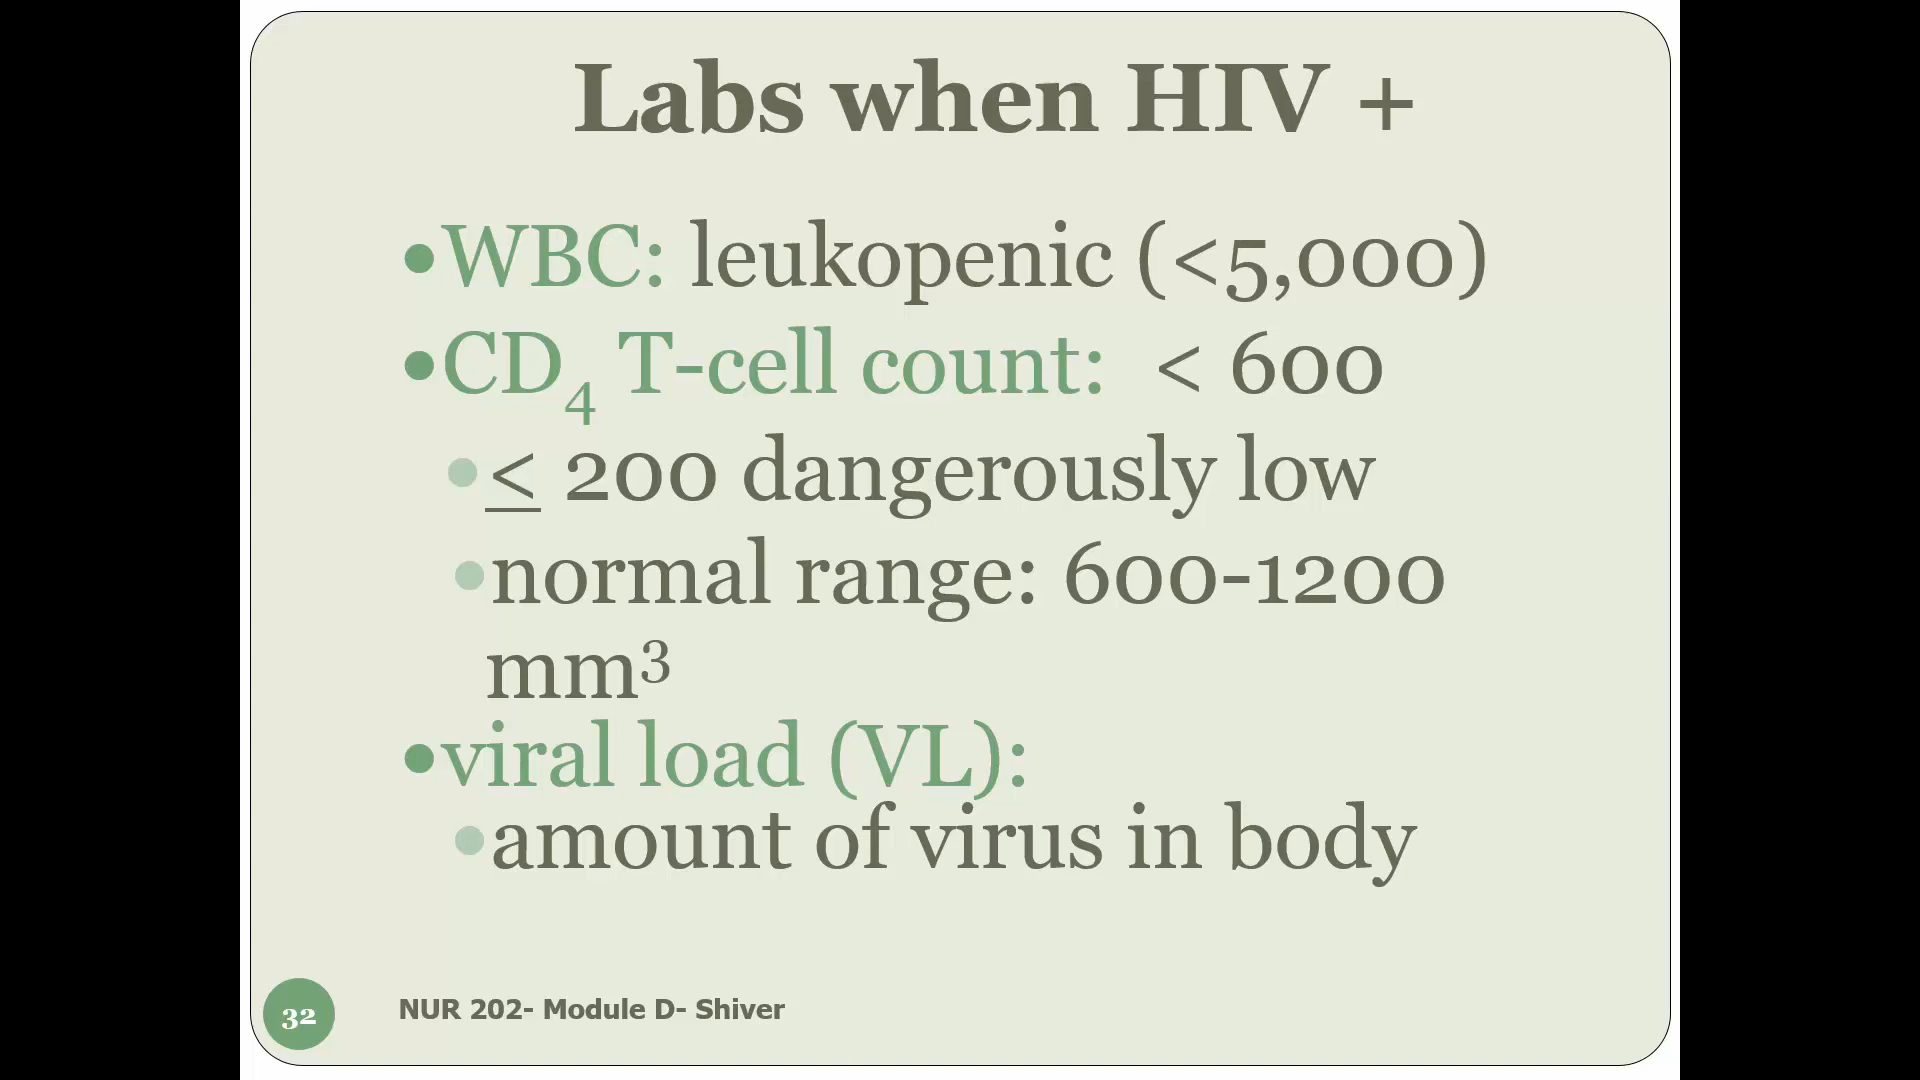 Labs when HIV +
•WBC: leukopenic (<5,000)
•CD₄ T-cell count: < 600
•≤ 200 dangerously low
•normal range: 600-1200
mm³
•viral load (VL):
•amount of virus in body
32
NUR 202- Module D- Shiver